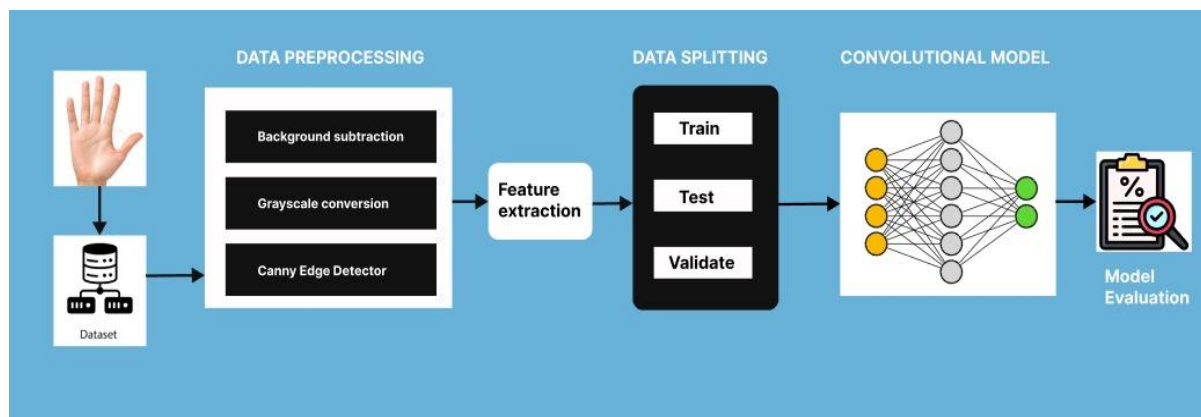 DATA PREPROCESSING
DATA SPLITTING
CONVOLUTIONAL MODEL
Background subtraction
Grayscale conversion
Canny Edge Detector
Dataset
Feature
extraction
Train
Test
Validate
%
Model
Evaluation